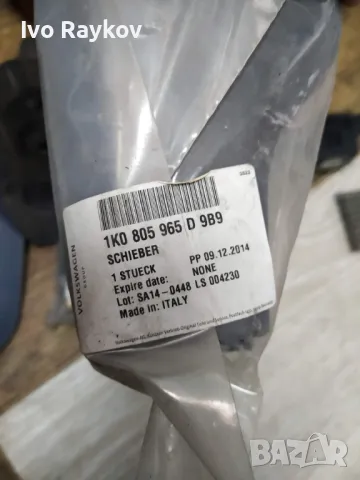 Ivo Raykov
VOLKSWAGEN
1K0 805 965 D 9B9
SCHIEBER
1 STUECK PP 09.12.2014
Expire date: NONE
Lot: SA14-0448 LS 004230
Made in: ITALY
BAZAR
bg